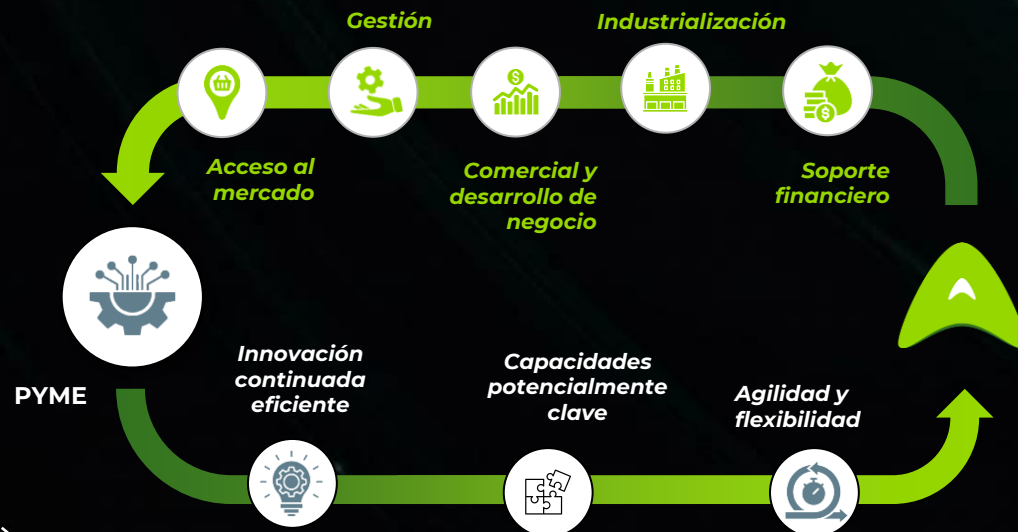 Gestión
Industrialización
Acceso al
mercado
Comercial y
desarrollo de
negocio
Soporte
financiero
PYME
Innovación
continuada
eficiente
Capacidades
potencialmente
clave
Agilidad y
flexibilidad